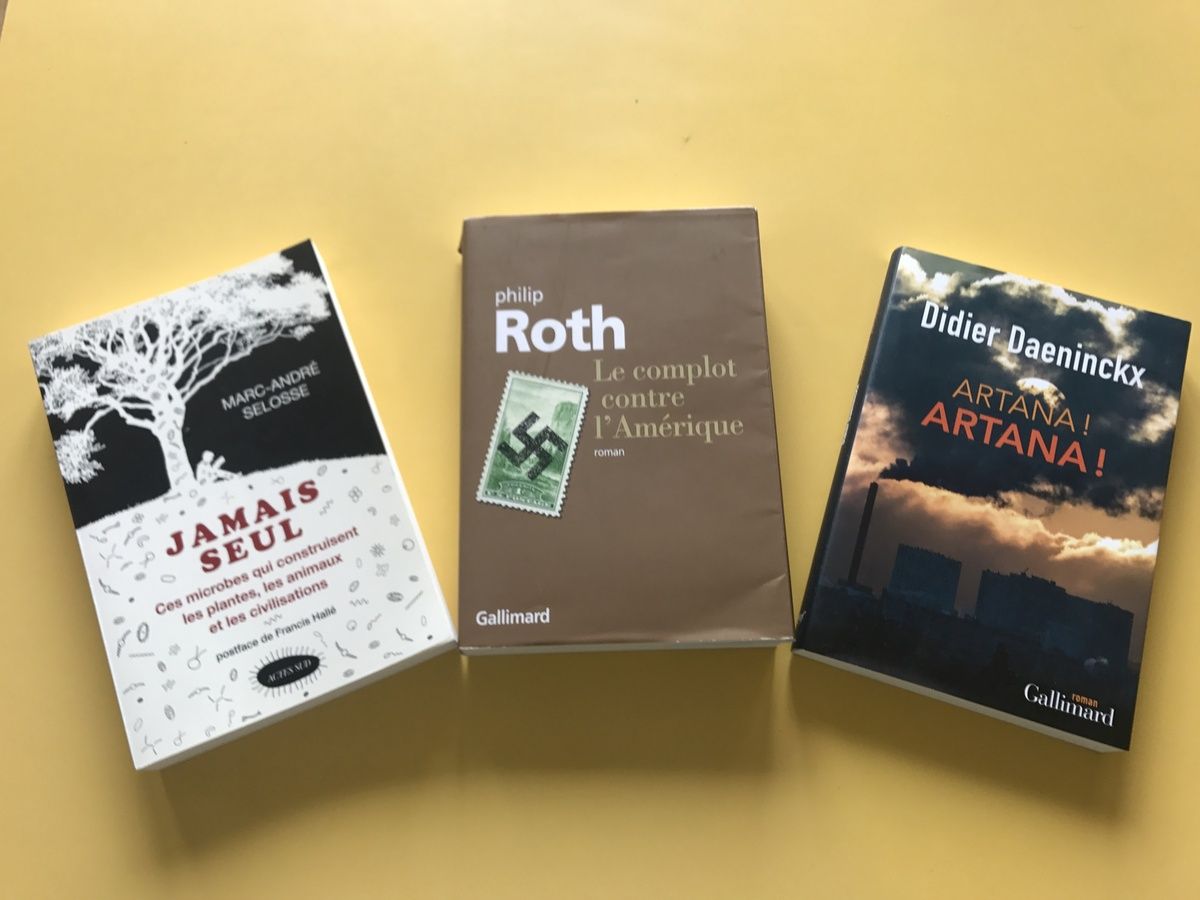 MARC-ANDRÉ
SELOSSE
JAMAIS
SEUL
Ces microbes qui construisent
les plantes, les animaux
et les civilisations
postface de Francis Hallé
ACTES SUD
philip
Roth
Le complot
contre
l'Amérique
roman
Gallimard
Didier Daeninckx
ARTANA !
ARTANA !
roman
Gallimard